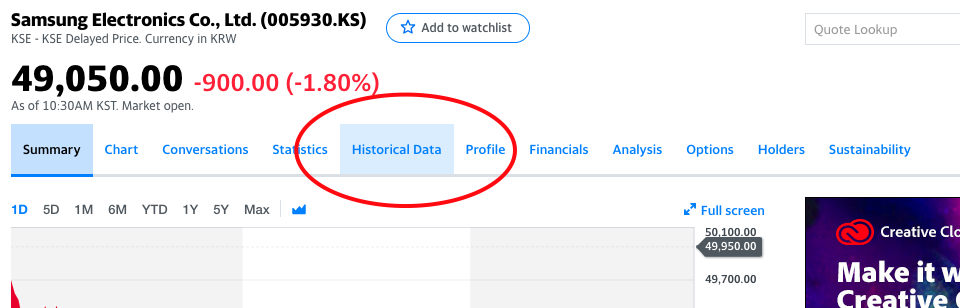 Samsung Electronics Co., Ltd. (005930.KS)
KSE - KSE Delayed Price. Currency in KRW
Add to watchlist
Quote Lookup
49,050.00 -900.00 (-1.80%)
As of 10:30AM KST. Market open.
Summary Chart Conversations Statistics Historical Data Profile Financials Analysis Options Holders Sustainability
1D 5D 1M 6M YTD 1Y 5Y Max
Full screen
50,100.00
49,950.00
49,700.00
Creative Clo
Make it w
Creative C